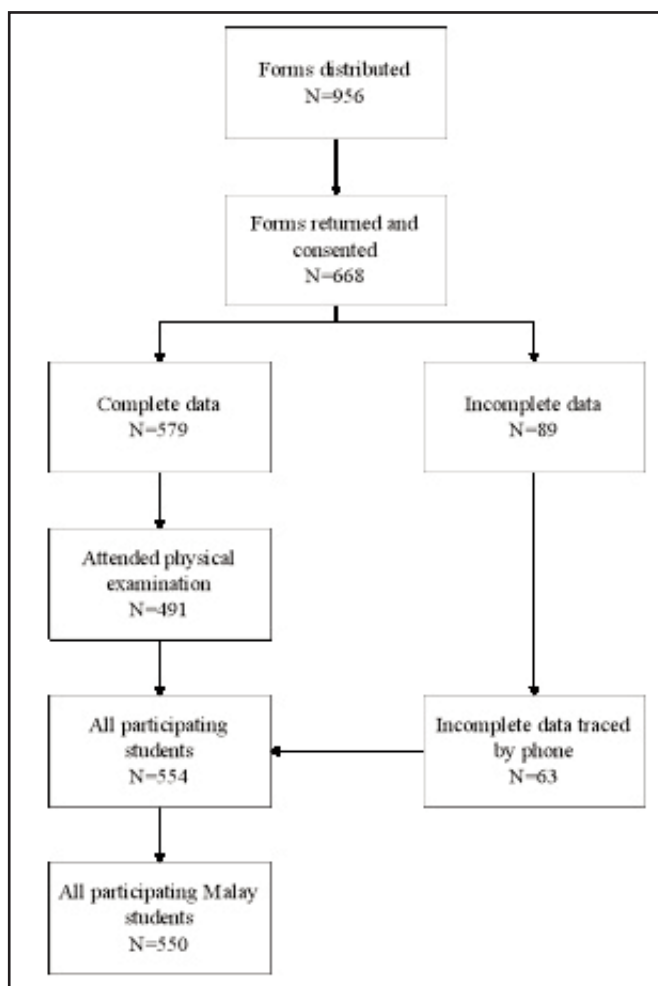 Forms distributed
N=956
Forms returned and
consented
N=668
Complete data
N=579
Incomplete data
N=89
Attended physical
examination
N=491
All participating
students
N=554
Incomplete data traced
by phone
N=63
All participating Malay
students
N=550